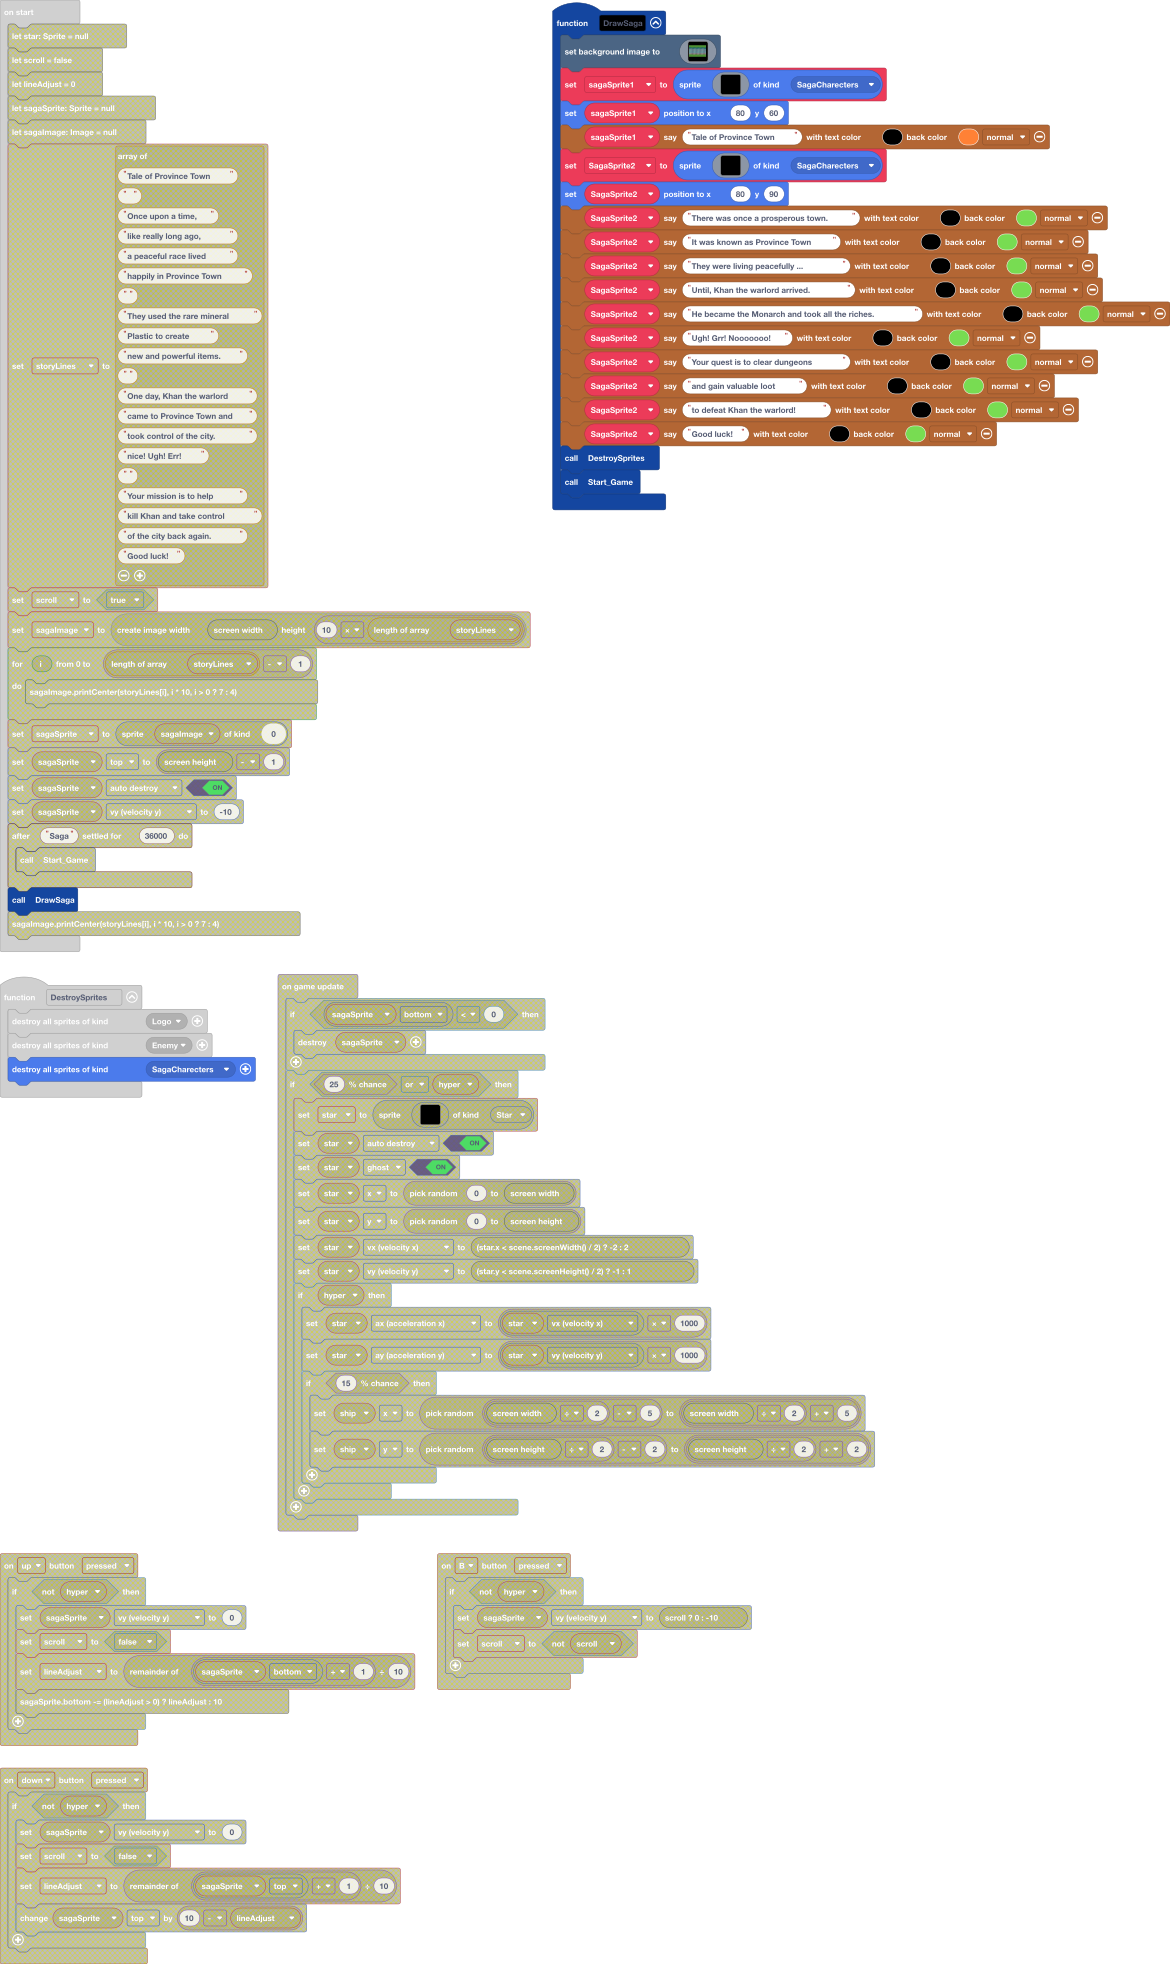 on start
let star: Sprite = null
let scroll = false
let lineAdjust = 0
let sagaSprite: Sprite = null
let sagaImage: Image = null
set storyLines to array of
"Tale of Province Town"
" "
"Once upon a time,"
"like really long ago,"
"a peaceful race lived"
"happily in Province Town"
" "
"They used the rare mineral"
"Plastic to create"
"new and powerful items."
" "
"One day, Khan the warlord"
"came to Province Town and"
"took control of the city."
"nice! Ugh! Err!"
" "
"Your mission is to help"
"kill Khan and take control"
"of the city back again."
"Good luck!"
set scroll to true
set sagaImage to create image width screen width height 10 × length of array storyLines
for i from 0 to length of array storyLines - 1
do sagaImage.printCenter(storyLines[i], i * 10, i > 0 ? 7 : 4)
set sagaSprite to sprite sagaImage of kind 0
set sagaSprite top to screen height - 1
set sagaSprite auto destroy ON
set sagaSprite vy (velocity y) to -10
after "Saga" settled for 36000 do
call Start_Game
call DrawSaga
sagaImage.printCenter(storyLines[i], i * 10, i > 0 ? 7 : 4)
function DrawSaga
set background image to
set sagaSprite1 to sprite of kind SagaCharecters
set sagaSprite1 position to x 80 y 60
sagaSprite1 say "Tale of Province Town" with text color back color normal
set SagaSprite2 to sprite of kind SagaCharecters
set SagaSprite2 position to x 80 y 90
SagaSprite2 say "There was once a prosperous town." with text color back color normal
SagaSprite2 say "It was known as Province Town" with text color back color normal
SagaSprite2 say "They were living peacefully ..." with text color back color normal
SagaSprite2 say "Until, Khan the warlord arrived." with text color back color normal
SagaSprite2 say "He became the Monarch and took all the riches." with text color back color normal
SagaSprite2 say "Ugh! Grr! Nooooooo!" with text color back color normal
SagaSprite2 say "Your quest is to clear dungeons" with text color back color normal
SagaSprite2 say "and gain valuable loot" with text color back color normal
SagaSprite2 say "to defeat Khan the warlord!" with text color back color normal
SagaSprite2 say "Good luck!" with text color back color normal
call DestroySprites
call Start_Game
function DestroySprites
destroy all sprites of kind Logo
destroy all sprites of kind Enemy
destroy all sprites of kind SagaCharecters
on game update
if sagaSprite bottom < 0 then
destroy sagaSprite
if 25 % chance or hyper then
set star to sprite of kind Star
set star auto destroy ON
set star ghost ON
set star x to pick random 0 to screen width
set star y to pick random 0 to screen height
set star vx (velocity x) to (star.x < scene.screenWidth() / 2) ? -2 : 2
set star vy (velocity y) to (star.y < scene.screenHeight() / 2) ? -1 : 1
if hyper then
set star ax (acceleration x) to star vx (velocity x) × 1000
set star ay (acceleration y) to star vy (velocity y) × 1000
if 15 % chance then
set ship x to pick random screen width ÷ 2 - 5 to screen width ÷ 2 + 5
set ship y to pick random screen height ÷ 2 - 2 to screen height ÷ 2 + 2
on up button pressed
if not hyper then
set sagaSprite vy (velocity y) to 0
set scroll to false
set lineAdjust to remainder of sagaSprite bottom + 1 ÷ 10
sagaSprite.bottom -= (lineAdjust > 0) ? lineAdjust : 10
on B button pressed
if not hyper then
set sagaSprite vy (velocity y) to scroll ? 0 : -10
set scroll to not scroll
on down button pressed
if not hyper then
set sagaSprite vy (velocity y) to 0
set scroll to false
set lineAdjust to remainder of sagaSprite top + 1 ÷ 10
change sagaSprite top by 10 - lineAdjust